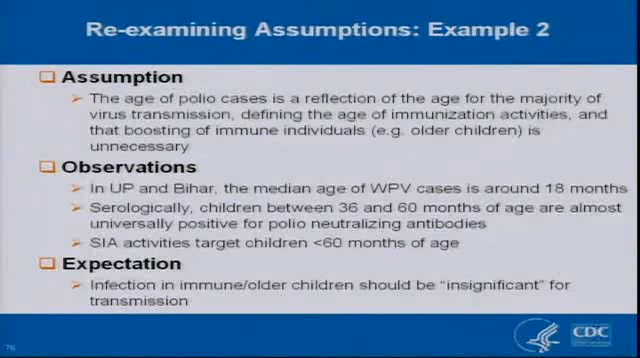 Re-examining Assumptions: Example 2
Assumption
The age of polio cases is a reflection of the age for the majority of
virus transmission, defining the age of immunization activities, and
that boosting of immune individuals (e.g. older children) is
unnecessary
Observations
In UP and Bihar, the median age of WPV cases is around 18 months
Serologically, children between 36 and 60 months of age are almost
universally positive for polio neutralizing antibodies
SIA activities target children <60 months of age
Expectation
Infection in immune/older children should be “insignificant” for
transmission
76
CDC